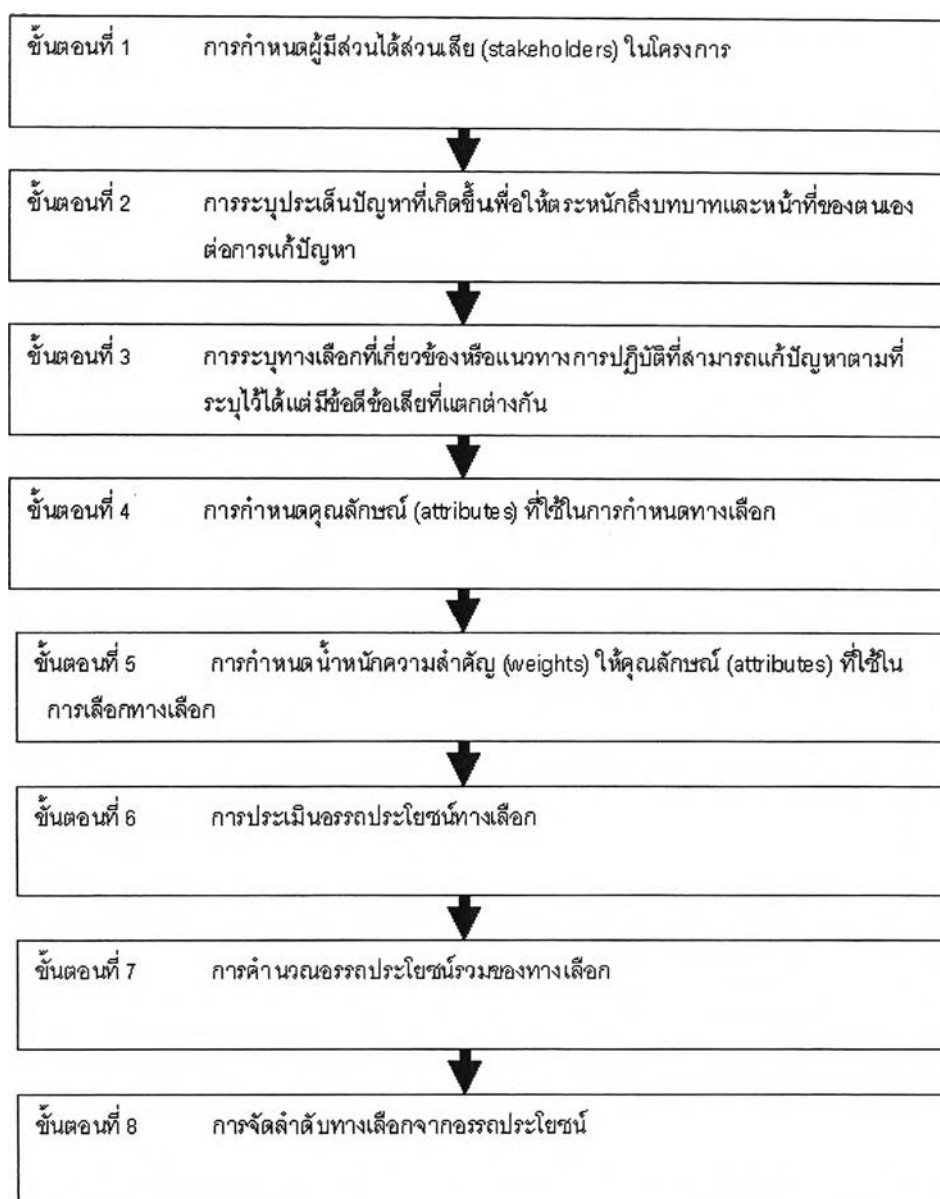 ขั้นตอนที่ 1 การกำหนดผู้มีส่วนได้ส่วนเสีย (stakeholders) ในโครงการ
ขั้นตอนที่ 2 การระบุประเด็นปัญหาที่เกิดขึ้นเพื่อให้ตระหนักถึงบทบาทและหน้าที่ของตนเอง
ต่อการแก้ปัญหา
ขั้นตอนที่ 3 การระบุทางเลือกที่เกี่ยวข้องหรือแนวทางการปฏิบัติที่สามารถแก้ปัญหาตามที่
ระบุไว้ได้แต่มีข้อดีข้อเสียที่แตกต่างกัน
ขั้นตอนที่ 4 การกำหนดคุณลักษณ์ (attributes) ที่ใช้ในการกำหนดทางเลือก
ขั้นตอนที่ 5 การกำหนดน้ำหนักความสำคัญ (weights) ให้คุณลักษณ์ (attributes) ที่ใช้ใน
การเลือกทางเลือก
ขั้นตอนที่ 6 การประเมินอรรถประโยชน์ทางเลือก
ขั้นตอนที่ 7 การคำนวณอรรถประโยชน์รวมของทางเลือก
ขั้นตอนที่ 8 การจัดลำดับทางเลือกจากอรรถประโยชน์